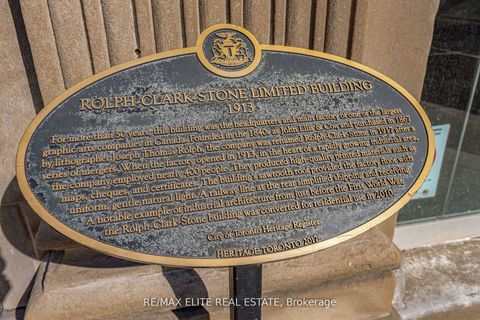 ROLPH-CLARK-STONE LIMITED BUILDING
1913
For more than 50 years, this building was the headquarters and main factory of one of the largest
graphic arts companies in Canada. Founded in the 1840s as John Ellis & Co. and purchased in 1867
by lithographer Joseph Thomas Rolph, the company was renamed Rolph-Clark-Stone in 1917 after a
series of mergers. When the factory opened in 1913, in the heart of a rapidly growing industrial area,
the company employed nearly 400 people. They produced high-quality printed materials such as
maps, cheques, and certificates. The building's sawtooth roof provided the factory floor with
uniform, gentle natural light. A railway line at the rear simplified shipping and receiving.
A notable example of industrial architecture from just before the First World War,
the Rolph-Clark-Stone building was converted for residential use in 2010.
City of Toronto Heritage Register
HERITAGE TORONTO 2017
RE/MAX ELITE REAL ESTATE, Brokerage